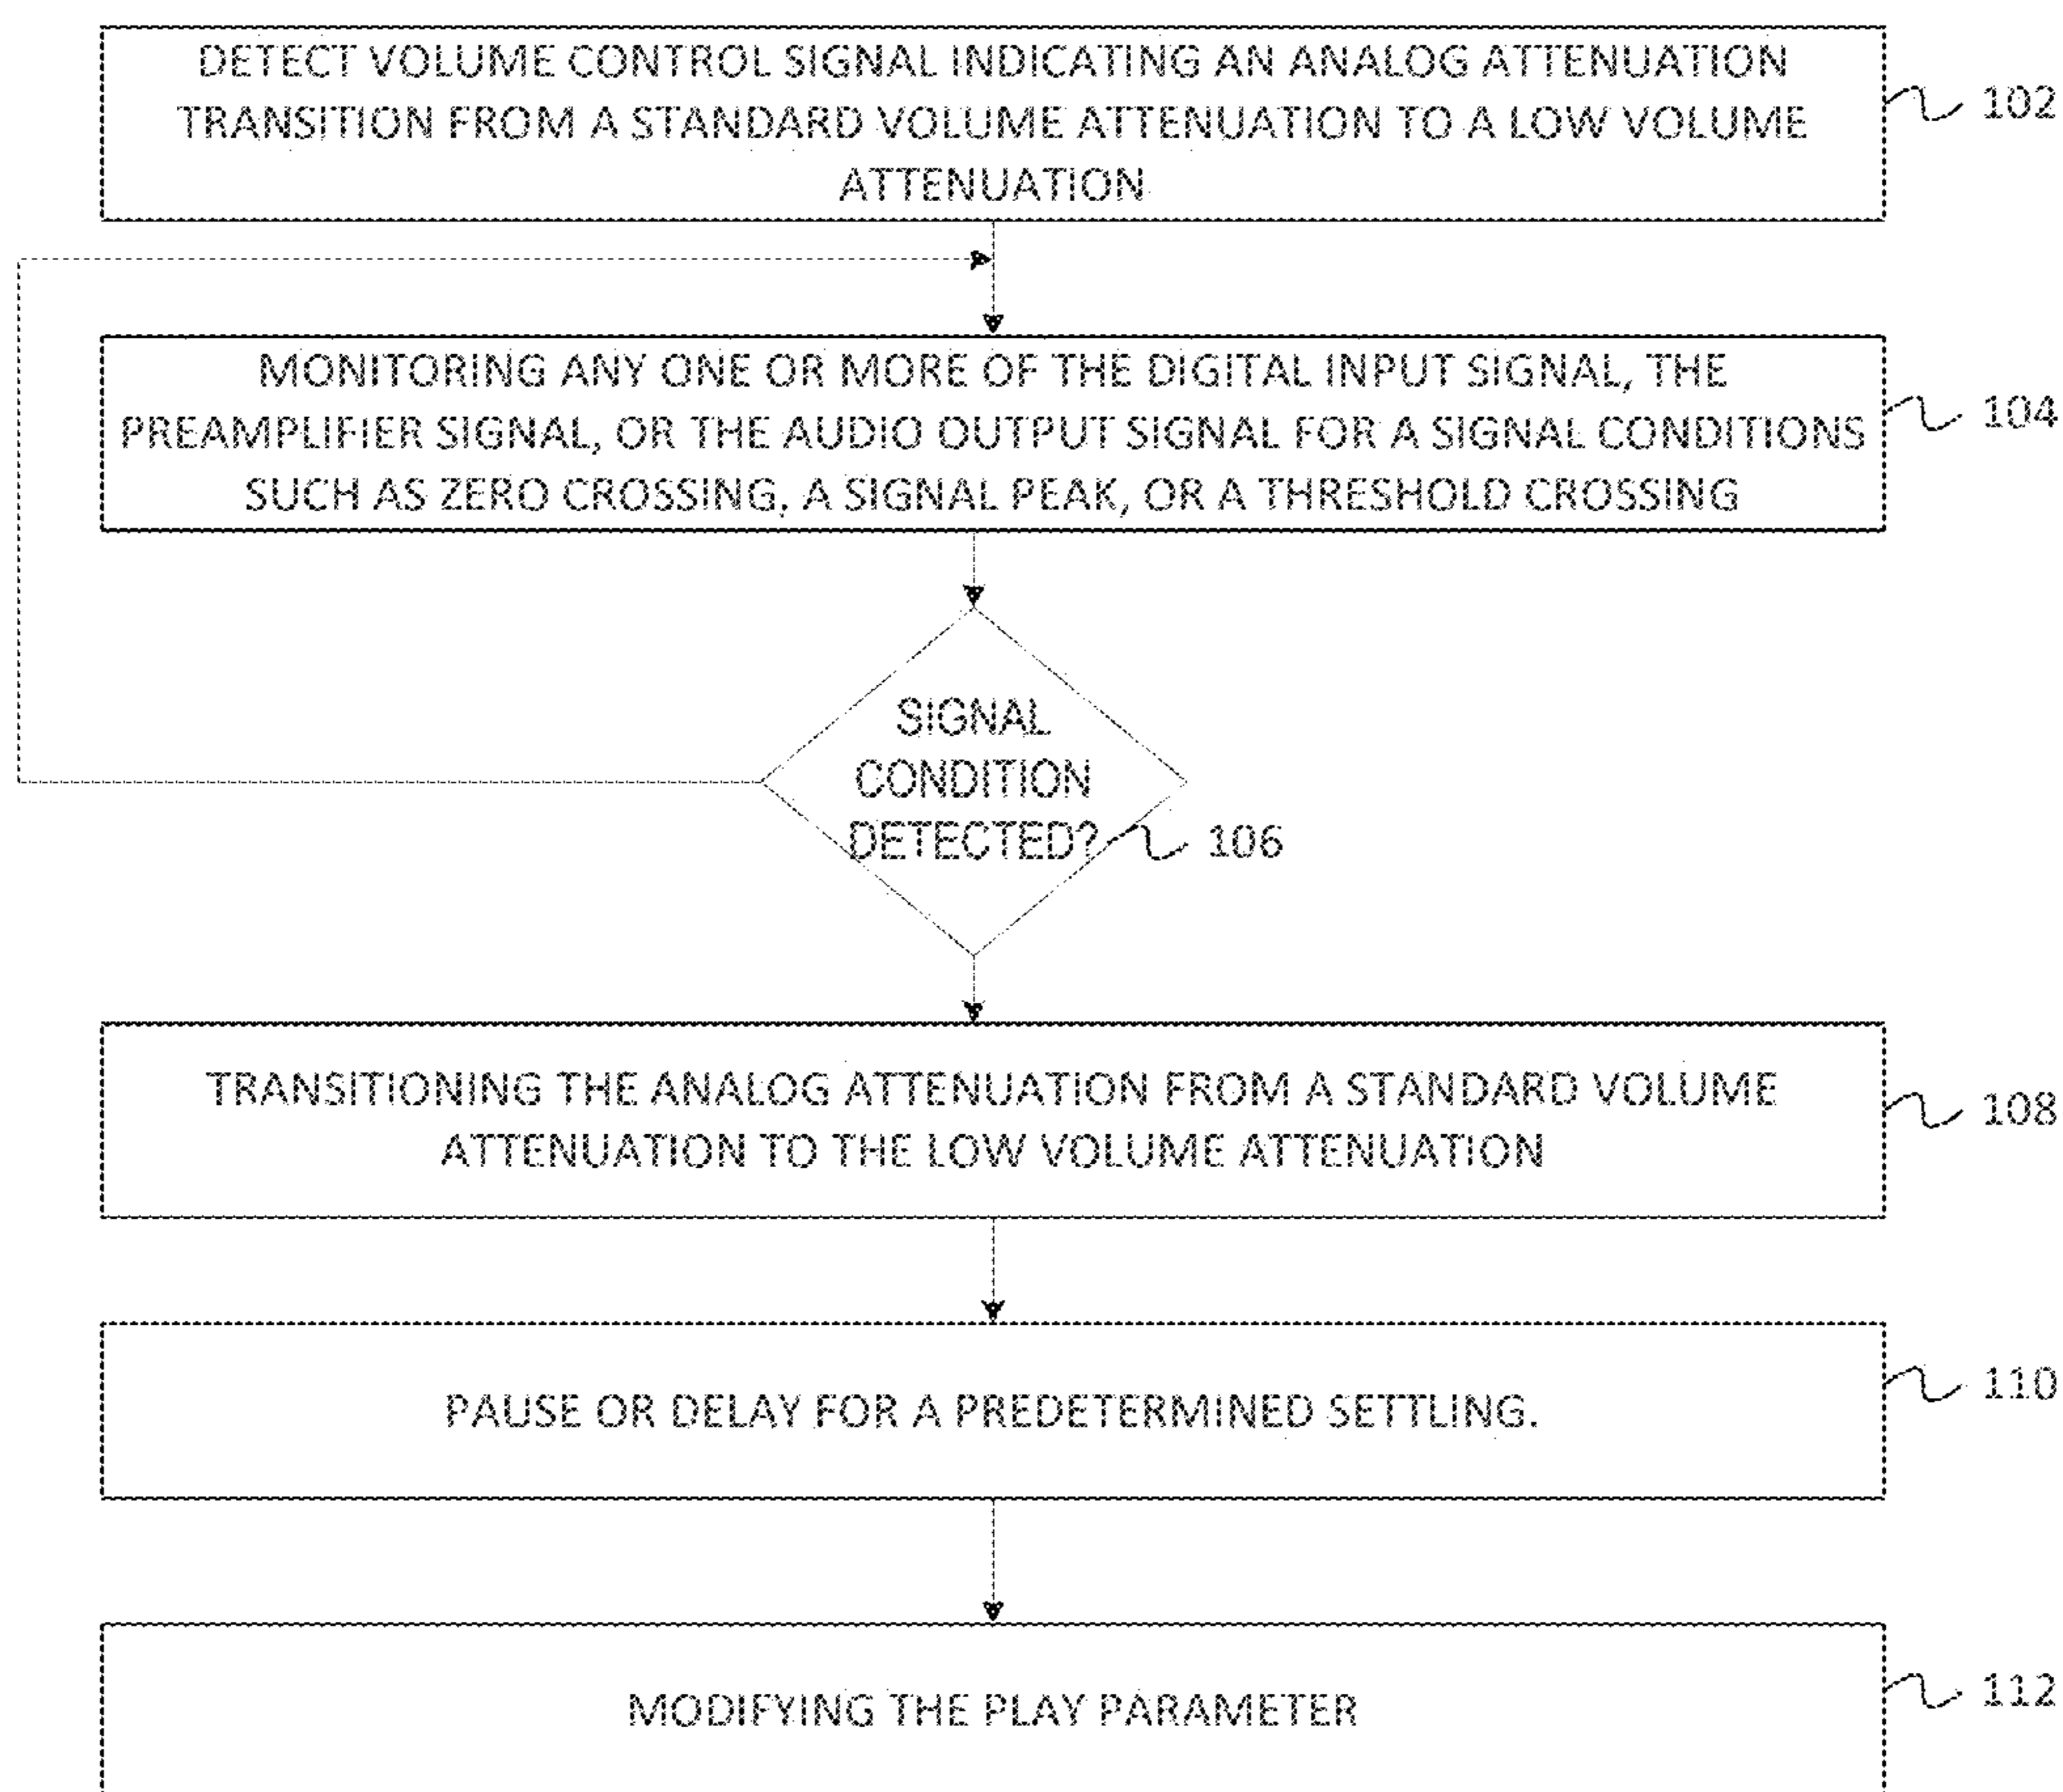 DETECT VOLUME CONTROL SIGNAL INDICATING AN ANALOG ATTENUATION
TRANSITION FROM A STANDARD VOLUME ATTENUATION TO A LOW VOLUME
ATTENUATION
102
MONITORING ANY ONE OR MORE OF THE DIGITAL INPUT SIGNAL, THE
PREAMPLIFIER SIGNAL, OR THE AUDIO OUTPUT SIGNAL FOR A SIGNAL CONDITIONS
SUCH AS ZERO CROSSING, A SIGNAL PEAK, OR A THRESHOLD CROSSING
104
SIGNAL
CONDITION
DETECTED?
106
TRANSITIONING THE ANALOG ATTENUATION FROM A STANDARD VOLUME
ATTENUATION TO THE LOW VOLUME ATTENUATION
108
PAUSE OR DELAY FOR A PREDETERMINED SETTLING.
110
MODIFYING THE PLAY PARAMETER
112